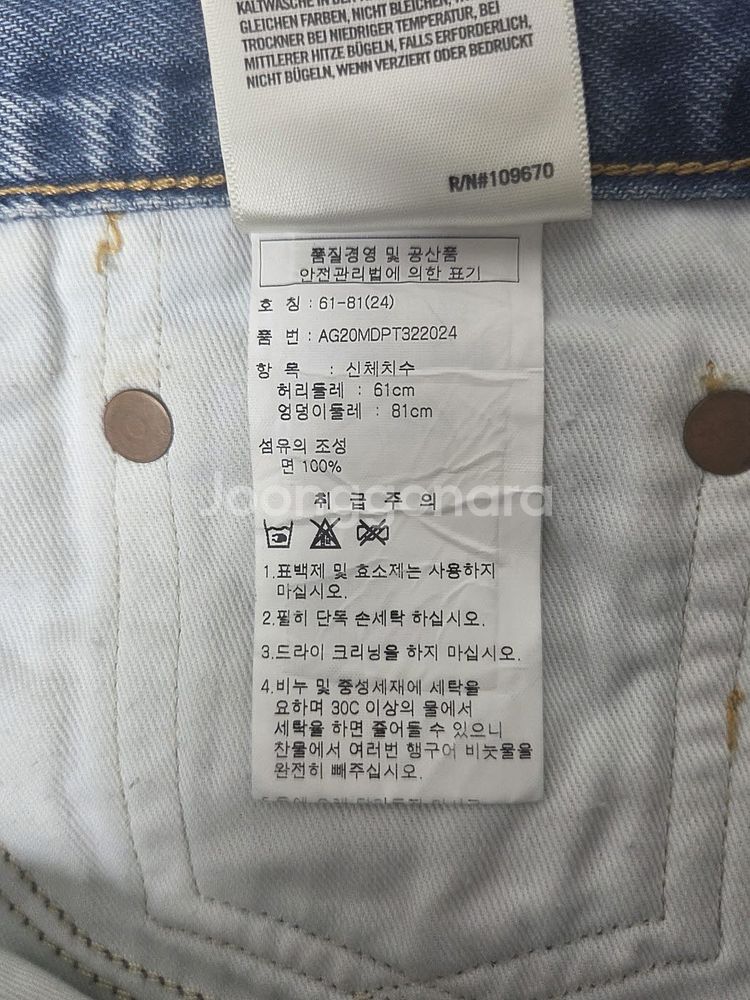 KALTWÄSCHE IN DER
GLEICHEN FARBEN, NICHT BLEICHEN, IM
TROCKNER BEI NIEDRIGER TEMPERATUR, BEI
MITTLERER HITZE BÜGELN, FALLS ERFORDERLICH,
NICHT BÜGELN, WENN VERZIERT ODER BEDRUCKT
R/N#109670
품질경영 및 공산품
안전관리법에 의한 표기
호 칭 : 61-81(24)
품 번 : AG20MDPT322024
항 목 : 신체치수
허리둘레 : 61cm
엉덩이둘레 : 81cm
섬유의 조성
면 100%
Joonggonara
취 급 주 의
1.표백제 및 효소제는 사용하지
마십시오.
2.필히 단독 손세탁 하십시오.
3.드라이 크리닝을 하지 마십시오.
4.비누 및 중성세재에 세탁을
요하며 30C 이상의 물에서
세탁을 하면 줄어둘 수 있으니
찬물에서 여러번 행구어 비눗물을
완전히 빼주십시오.